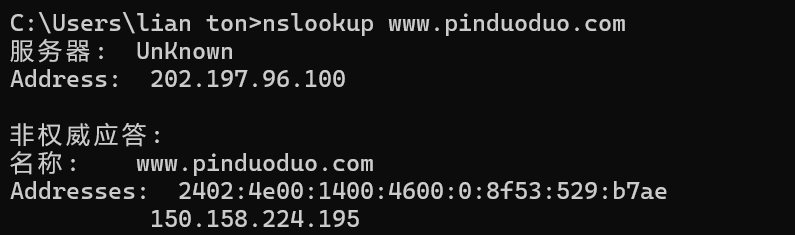 C:\Users\lian ton>nslookup www.pinduoduo.com
服务器:  UnKnown
Address:  202.197.96.100

非权威应答:
名称:    www.pinduoduo.com
Addresses:  2402:4e00:1400:4600:0:8f53:529:b7ae
          150.158.224.195